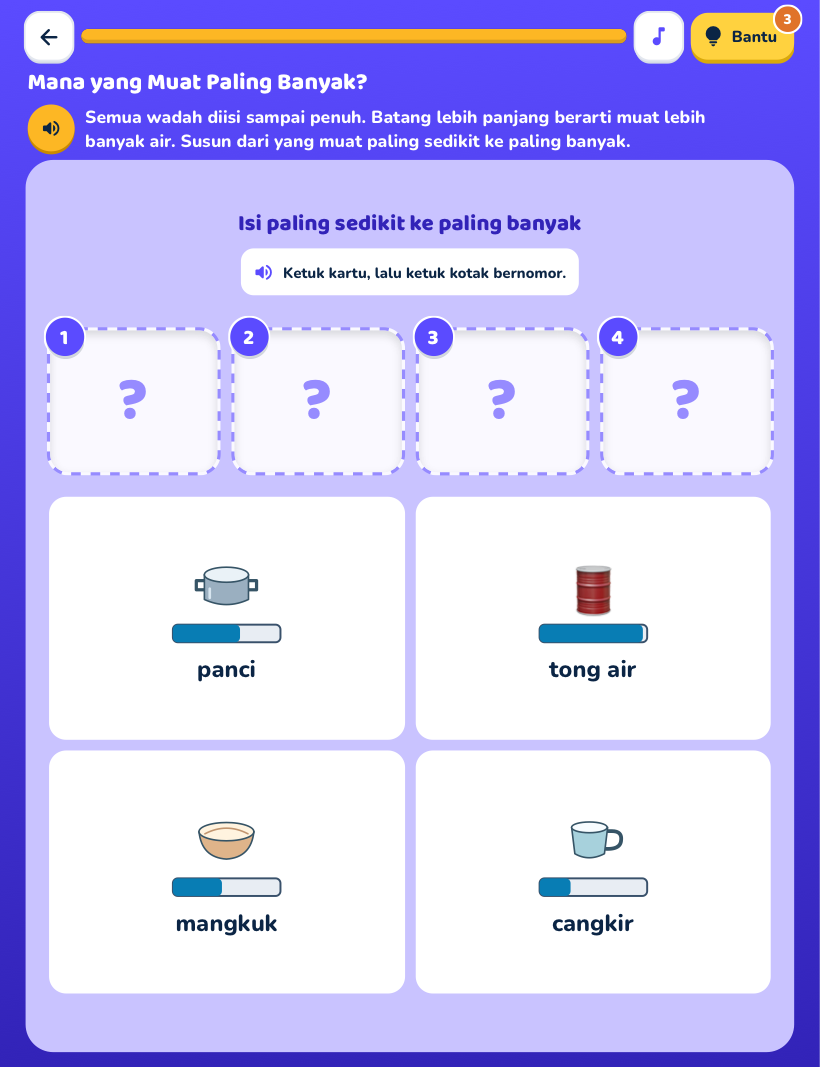 3
Bantu
Mana yang Muat Paling Banyak?
Semua wadah diisi sampai penuh. Batang lebih panjang berarti muat lebih
banyak air. Susun dari yang muat paling sedikit ke paling banyak.
Isi paling sedikit ke paling banyak
Ketuk kartu, lalu ketuk kotak bernomor.
1 2 3 4
? ? ? ?
panci
tong air
mangkuk
cangkir